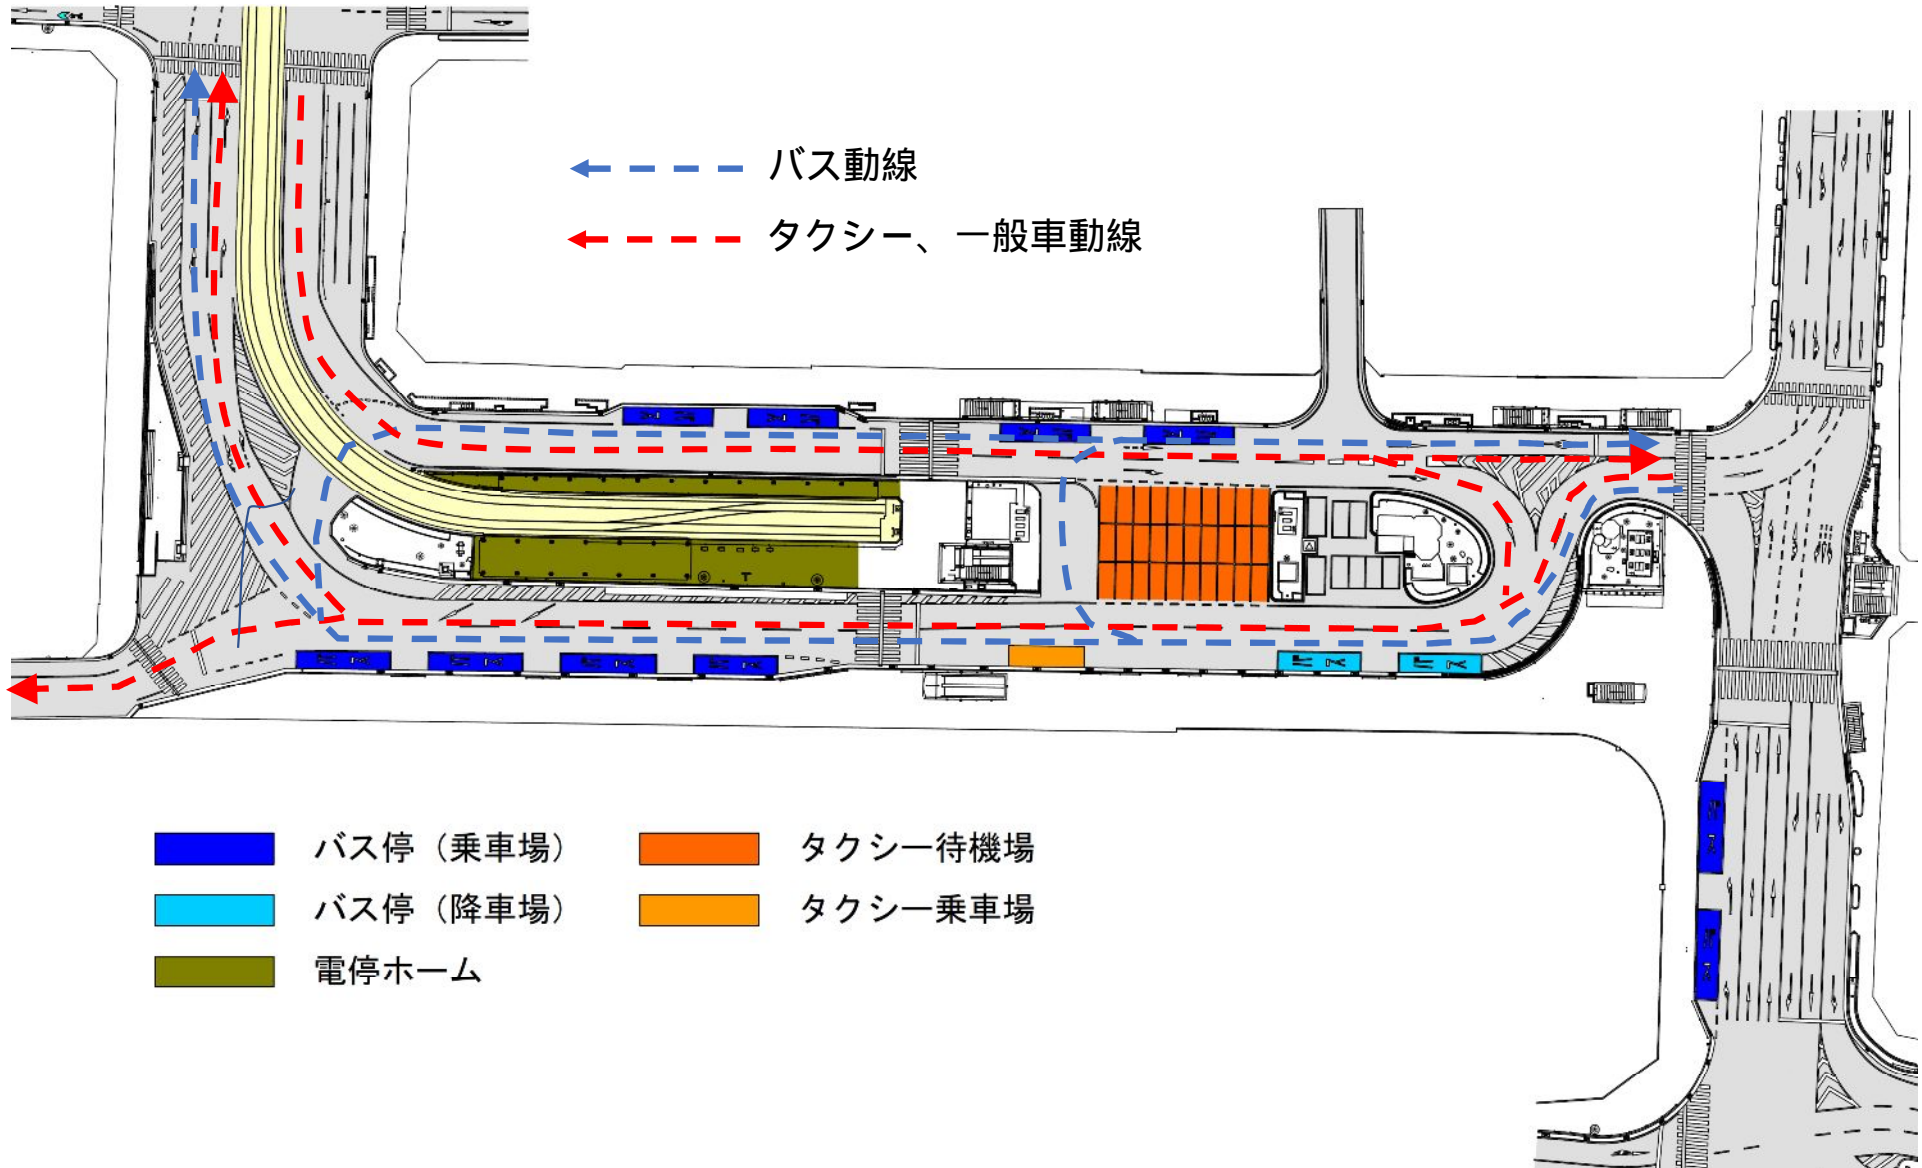 バス動線
タクシー、一般車動線
バス停（乗車場）
タクシー待機場
バス停（降車場）
タクシー乗車場
電停ホーム